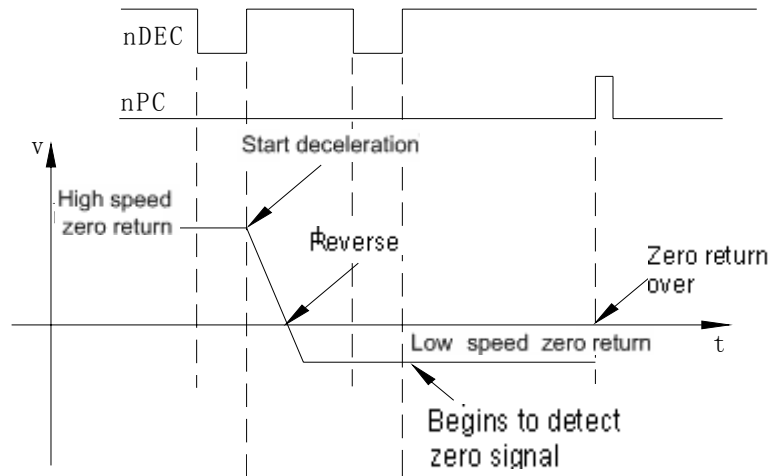 nDEC
nPC
v
Start deceleration
High speed
zero return
Reverse
Zero return
over
t
Low speed zero return
Begins to detect
zero signal